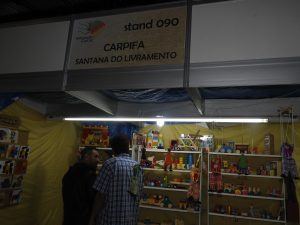 stand 090
CARPIFA
SANTANA DO LIVRAMENTO